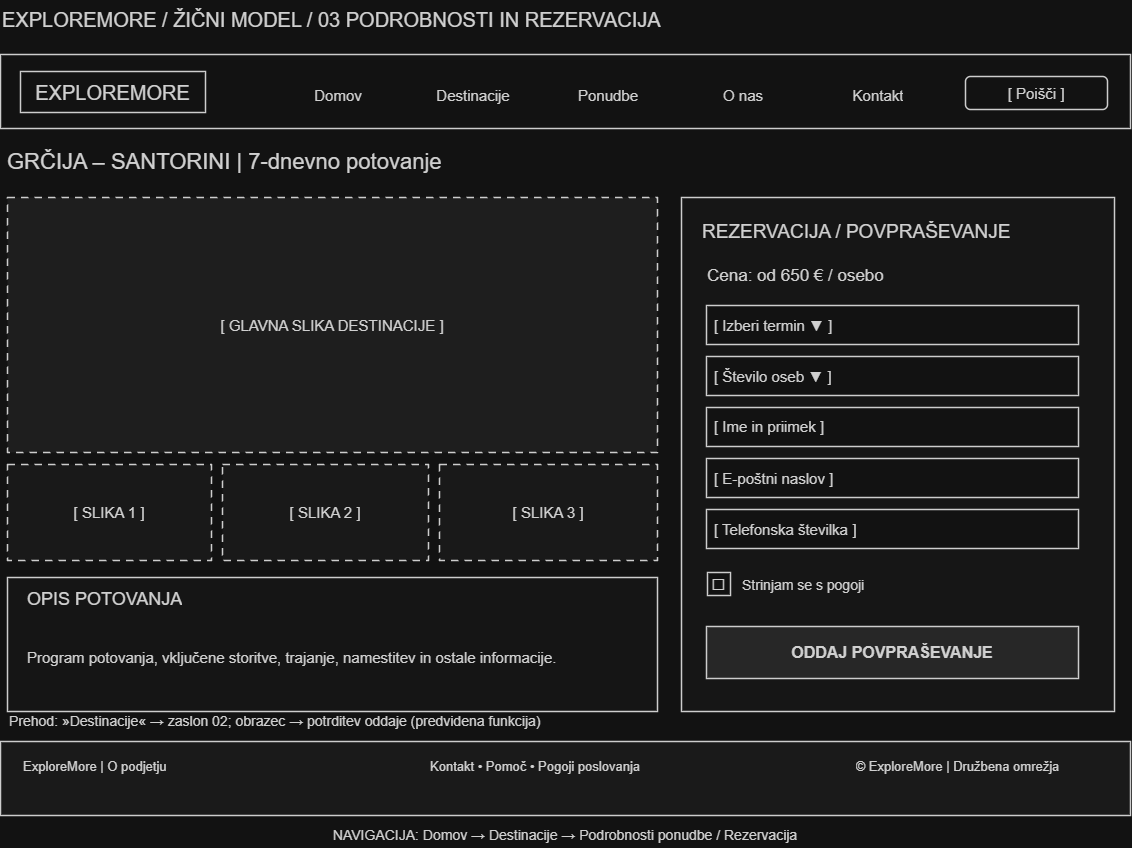 EXPLOREMORE / ŽIČNI MODEL / 03 PODROBNOSTI IN REZERVACIJA
EXPLOREMORE
Domov
Destinacije
Ponudbe
O nas
Kontakt
[ Poišči ]
GRČIJA – SANTORINI | 7-dnevno potovanje
[ GLAVNA SLIKA DESTINACIJE ]
[ SLIKA 1 ]
[ SLIKA 2 ]
[ SLIKA 3 ]
OPIS POTOVANJA
Program potovanja, vključene storitve, trajanje, namestitev in ostale informacije.
REZERVACIJA / POVPRAŠEVANJE
Cena: od 650 € / osebo
[ Izberi termin ▼ ]
[ Število oseb ▼ ]
[ Ime in priimek ]
[ E-poštni naslov ]
[ Telefonska številka ]
☐ Strinjam se s pogoji
ODDAJ POVPRAŠEVANJE
Prehod: »Destinacije« → zaslon 02; obrazec → potrditev oddaje (predvidena funkcija)
ExploreMore | O podjetju
Kontakt • Pomoč • Pogoji poslovanja
© ExploreMore | Družbena omrežja
NAVIGACIJA: Domov → Destinacije → Podrobnosti ponudbe / Rezervacija